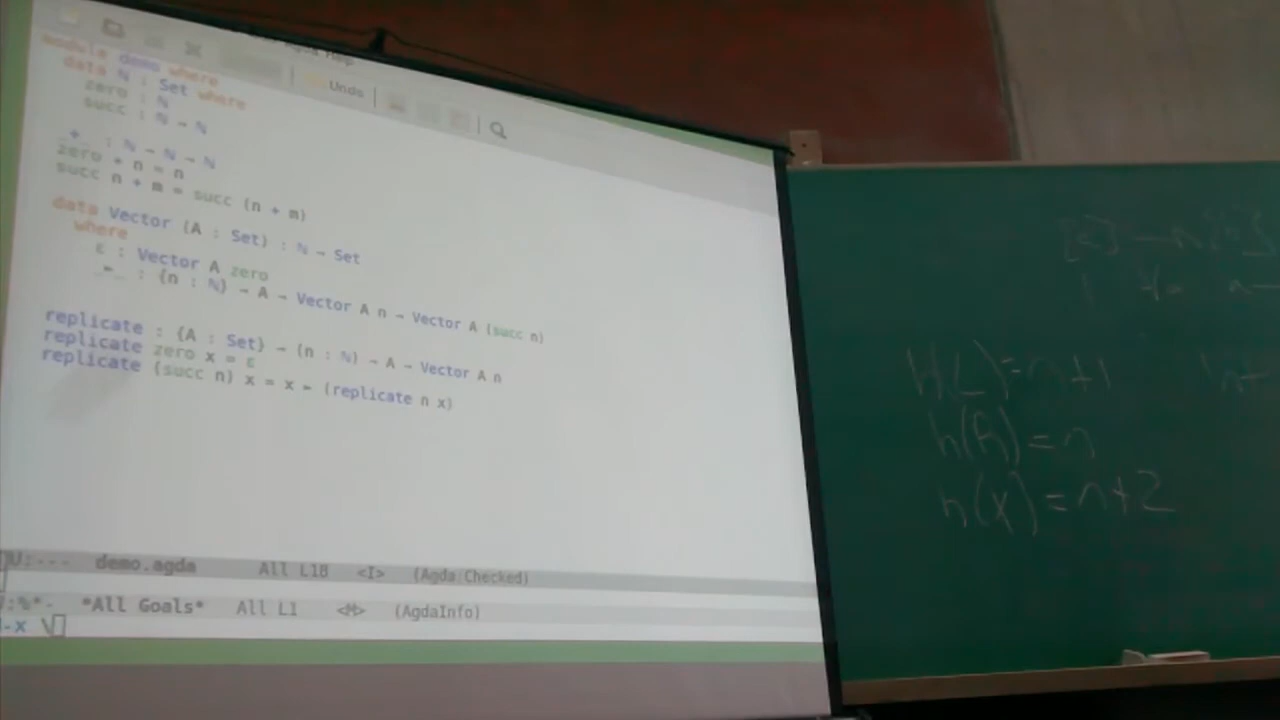 Undo
module demo where
data ℕ : Set where
zero : ℕ
succ : ℕ → ℕ
_+_ : ℕ → ℕ → ℕ
zero + n = n
succ n + m = succ (n + m)
data Vector (A : Set) : ℕ → Set
where
ε : Vector A zero
_►_ : {n : ℕ} → A → Vector A n → Vector A (succ n)
replicate : {A : Set} → (n : ℕ) → A → Vector A n
replicate zero x = ε
replicate (succ n) x = x ► (replicate n x)
U:--- demo.agda All L18 <I> (Agda Checked)
:%*- *All Goals* All L1 <M> (AgdaInfo)
-x \
h(L)=n+1
h(R)=n
h(x)=n+2